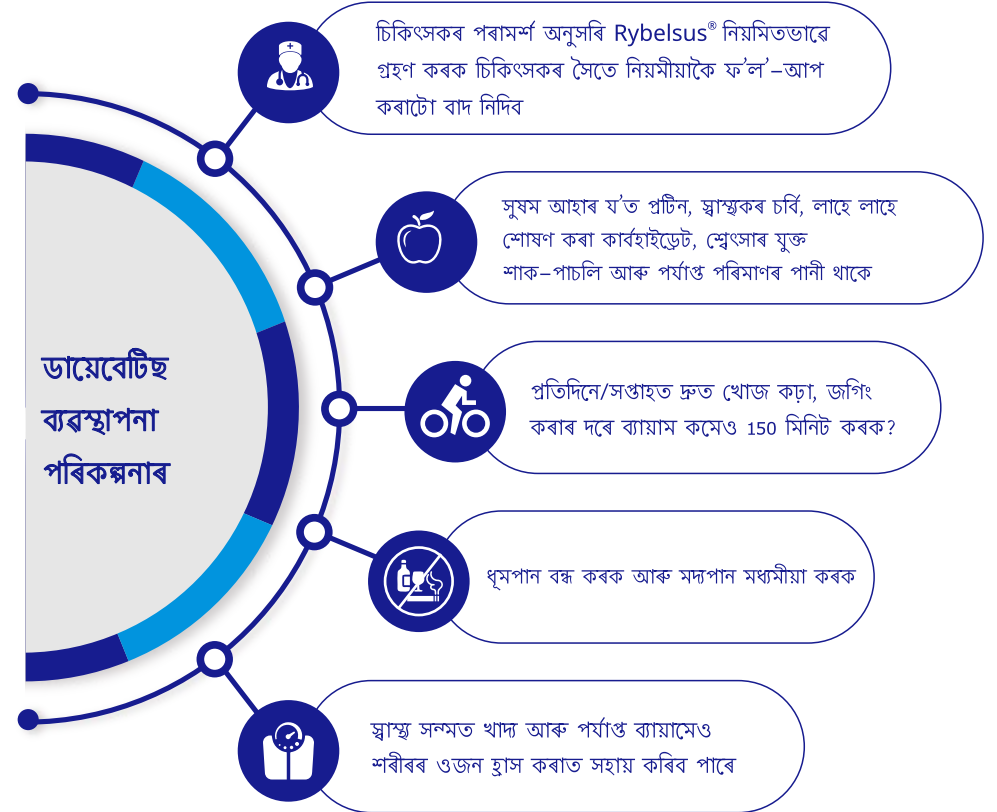 চিকিৎসকৰ পৰামৰ্শ অনুসৰি Rybelsus® নিয়মিতভাৱে
গ্ৰহণ কৰক চিকিৎসকৰ সৈতে নিয়মীয়াকৈ ফ’ল’–আপ
কৰাটো বাদ নিদিব
সুষম আহাৰ য’ত প্ৰটিন, স্বাস্থ্যকৰ চৰ্বি, লাহে লাহে
শোষণ কৰা কাৰ্বহাইড্ৰেট, শ্বেৎসাৰ যুক্ত
শাক–পাচলি আৰু পৰ্যাপ্ত পৰিমাণৰ পানী থাকে
ডায়েবেটিছ
ব্যৱস্থাপনা
পৰিকল্পনাৰ
প্ৰতিদিনে/সপ্তাহত দ্ৰুত খোজ কঢ়া, জগিং
কৰাৰ দৰে ব্যায়াম কমেও 150 মিনিট কৰক?
ধূমপান বন্ধ কৰক আৰু মদ্যপান মধ্যমীয়া কৰক
স্বাস্থ্য সন্মত খাদ্য আৰু পৰ্যাপ্ত ব্যায়ামেও
শৰীৰৰ ওজন হ্ৰাস কৰাত সহায় কৰিব পাৰে